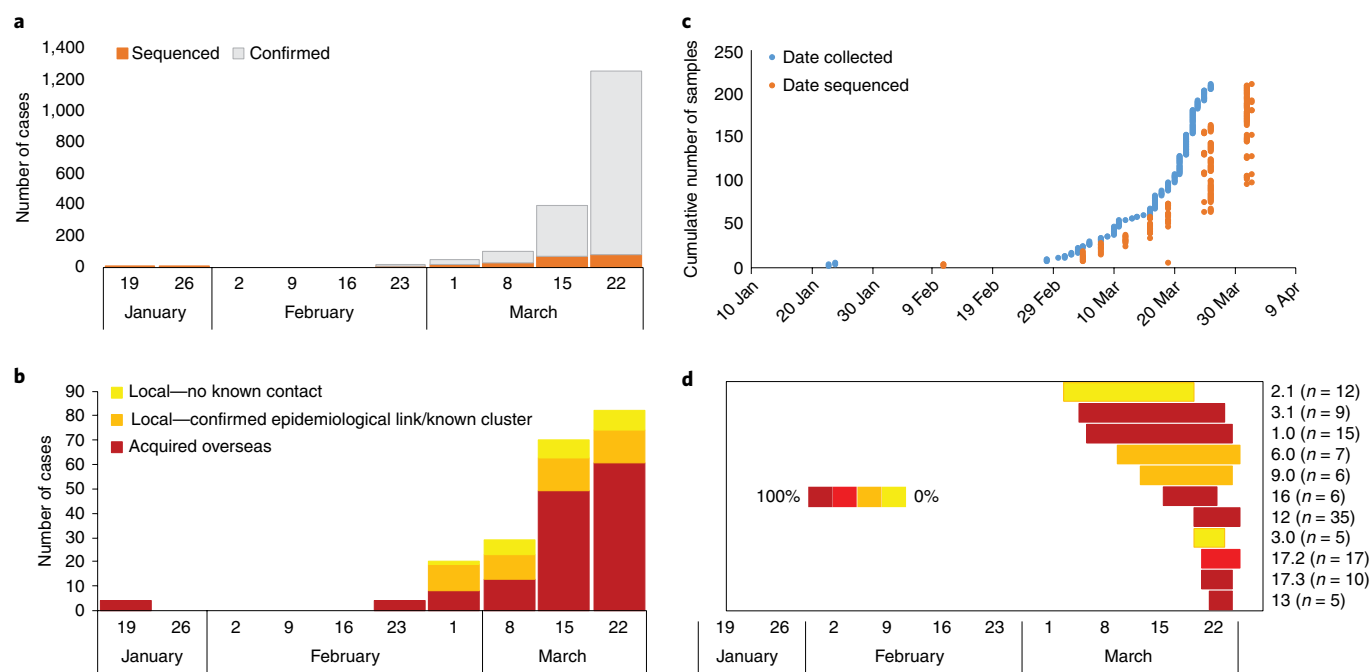 a
1,400
1,200
1,000
800
600
400
200
0
Number of cases
Sequenced Confirmed
19 26 2 9 16 23 1 8 15 22
January February March
b
90
80
70
60
50
40
30
20
10
0
Number of cases
Local—no known contact
Local—confirmed epidemiological link/known cluster
Acquired overseas
19 26 2 9 16 23 1 8 15 22
January February March
c
250
200
150
100
50
0
Cumulative number of samples
Date collected
Date sequenced
10 Jan 20 Jan 30 Jan 9 Feb 19 Feb 29 Feb 10 Mar 20 Mar 30 Mar 9 Apr
d
100% 0%
2.1 (n = 12)
3.1 (n = 9)
1.0 (n = 15)
6.0 (n = 7)
9.0 (n = 6)
16 (n = 6)
12 (n = 35)
3.0 (n = 5)
17.2 (n = 17)
17.3 (n = 10)
13 (n = 5)
19 26 2 9 16 23 1 8 15 22
January February March